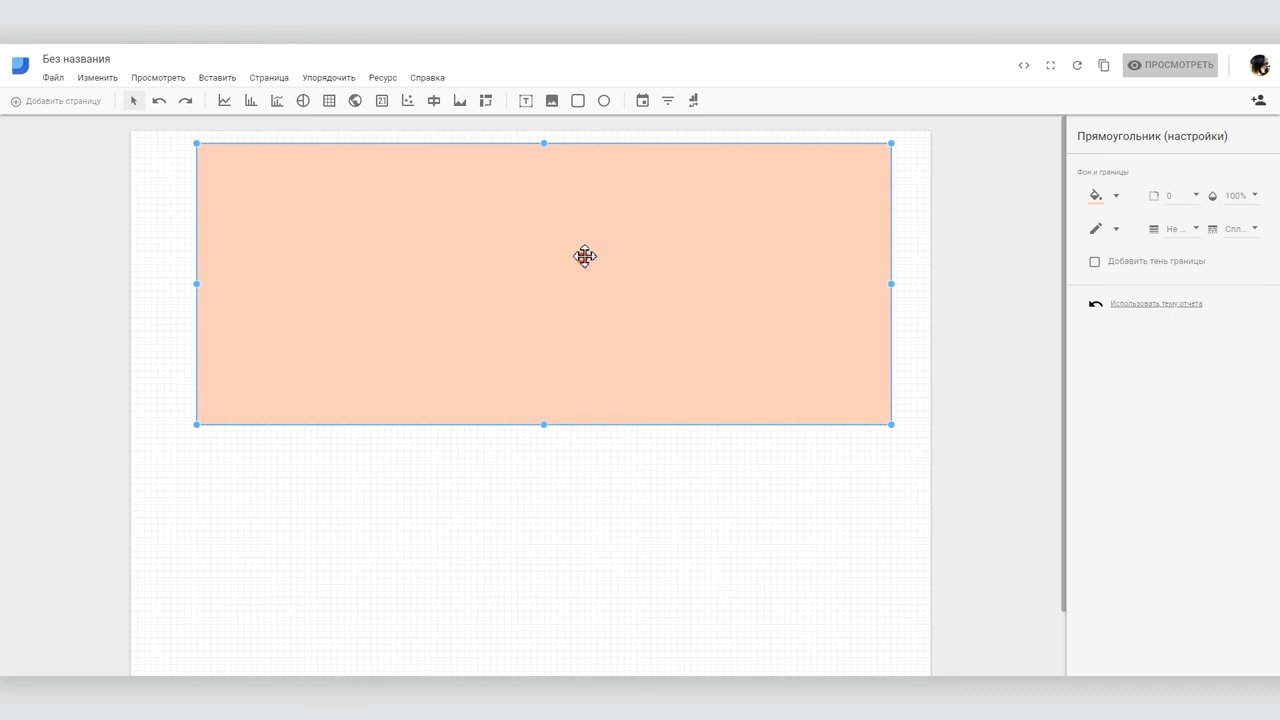 Без названия
Файл Изменить Просмотреть Вставить Страница Упорядочить Ресурс Справка
ПРОСМОТРЕТЬ
Добавить страницу
21
T
Прямоугольник (настройки)
Фон и границы
0 100%
Не ... Спл...
Добавить тень границы
Использовать тему отчета